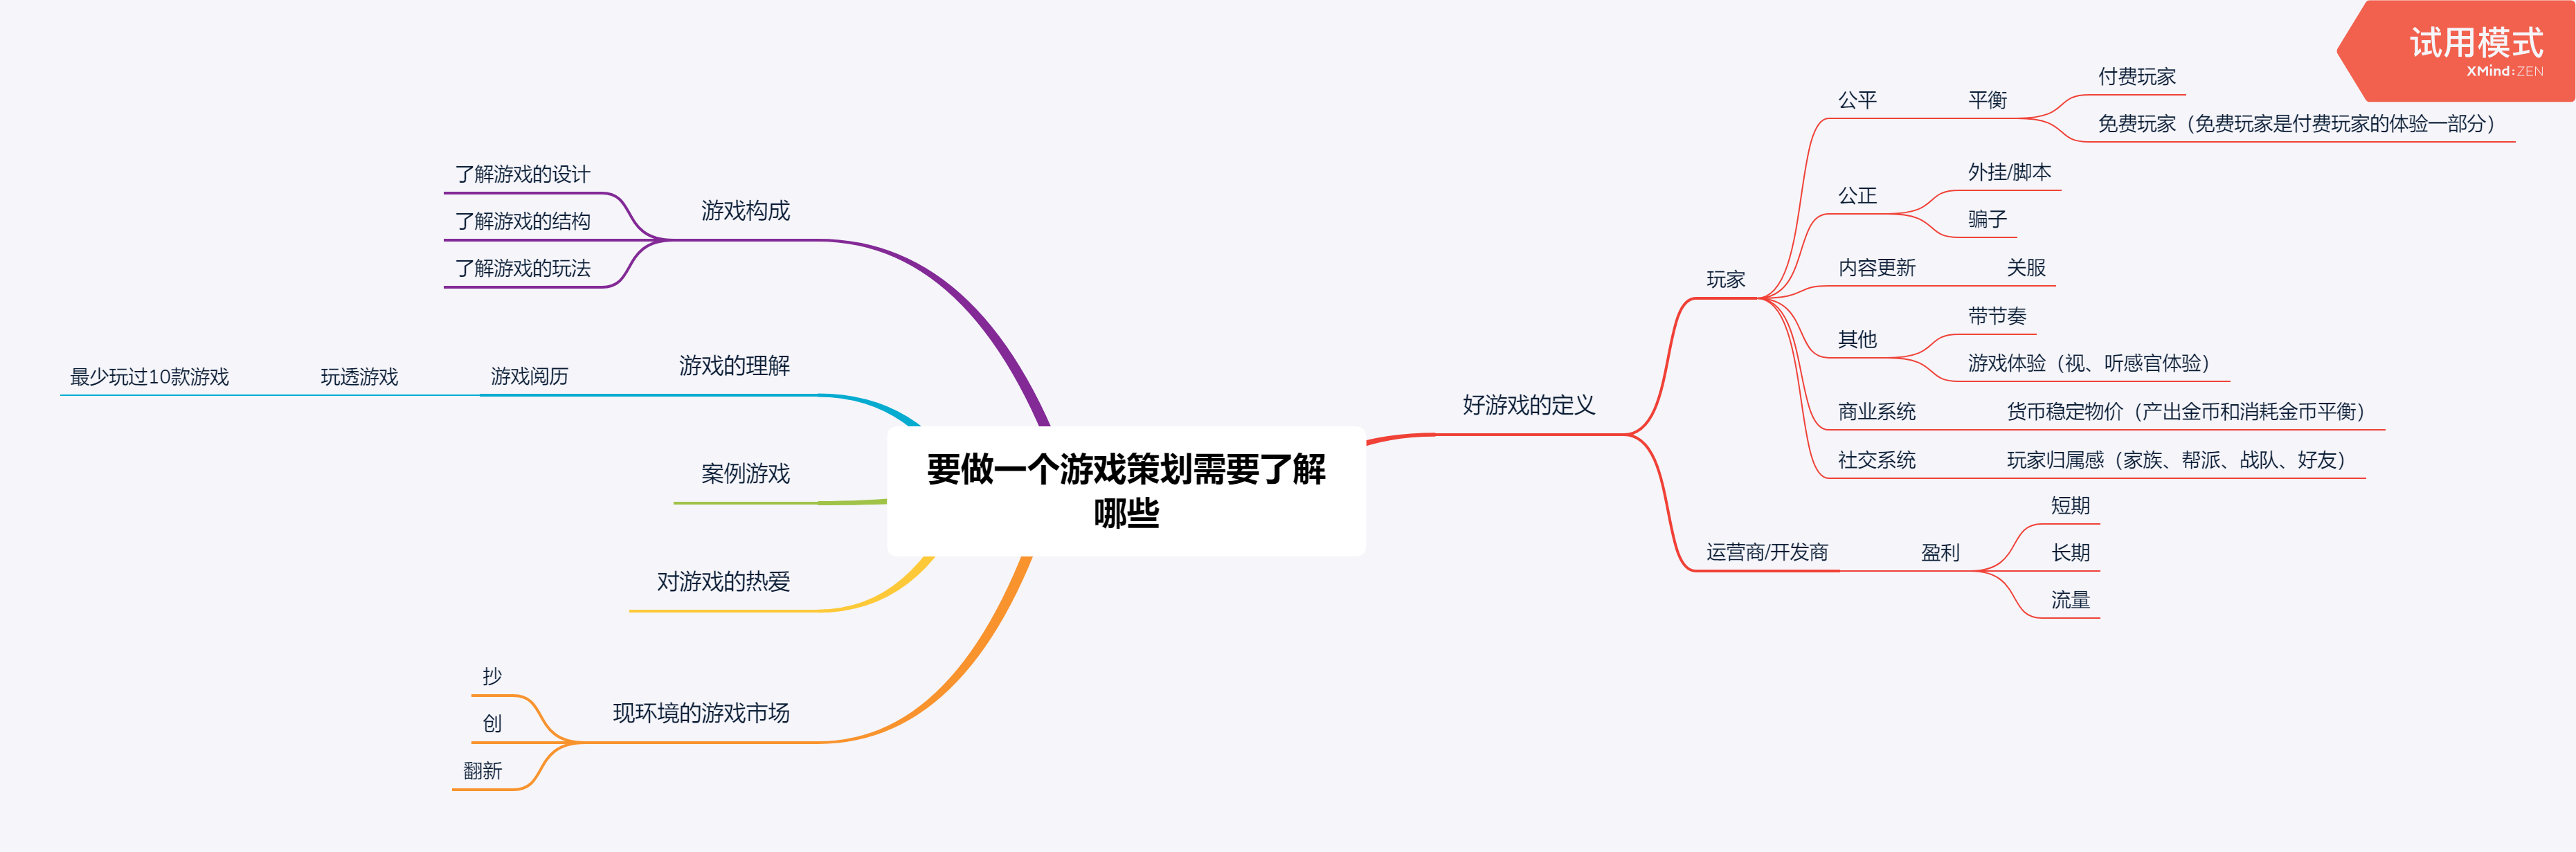 试用模式
XMind:ZEN
要做一个游戏策划需要了解
哪些
好游戏的定义
玩家
公平
平衡
付费玩家
免费玩家（免费玩家是付费玩家的体验一部分）
公正
外挂/脚本
骗子
内容更新
关服
其他
带节奏
游戏体验（视、听感官体验）
商业系统
货币稳定物价（产出金币和消耗金币平衡）
社交系统
玩家归属感（家族、帮派、战队、好友）
运营商/开发商
盈利
短期
长期
流量
游戏构成
了解游戏的设计
了解游戏的结构
了解游戏的玩法
游戏的理解
游戏阅历
玩透游戏
最少玩过10款游戏
案例游戏
对游戏的热爱
现环境的游戏市场
抄
创
翻新